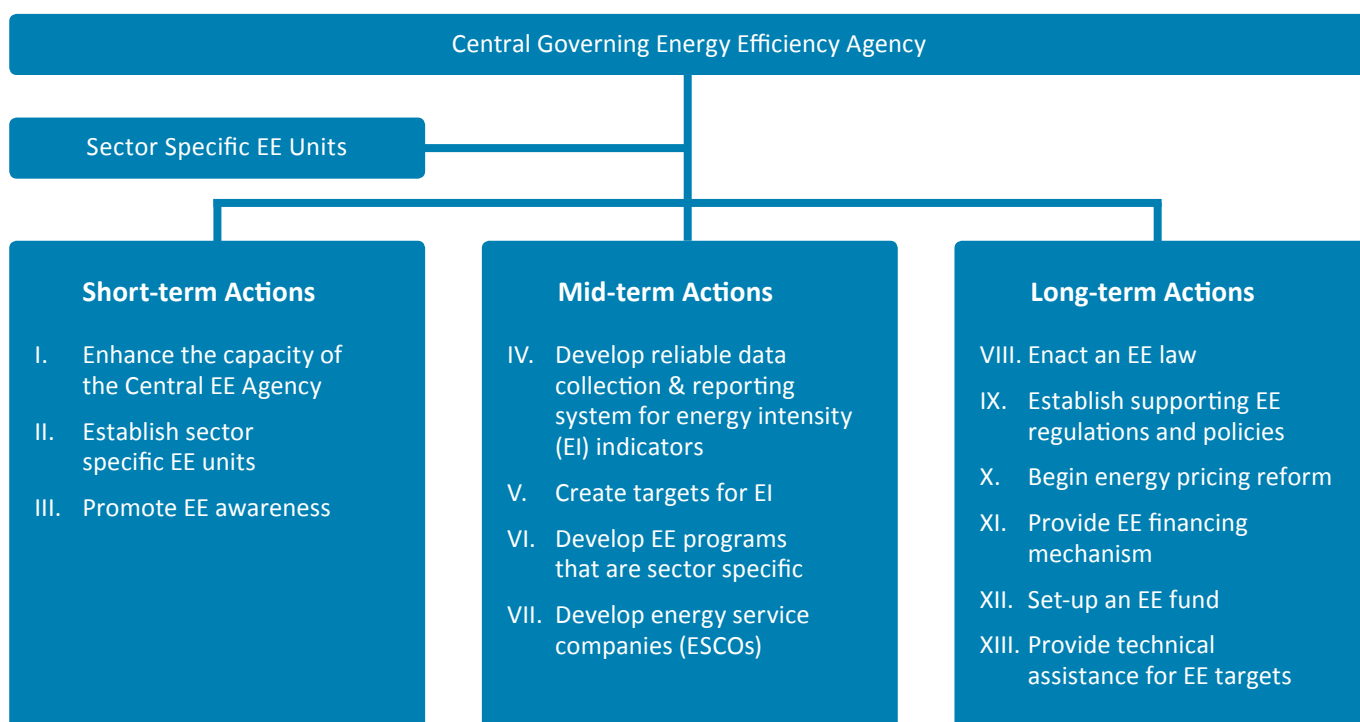 Central Governing Energy Efficiency Agency
Sector Specific EE Units
Short-term Actions
I. Enhance the capacity of
the Central EE Agency
II. Establish sector
specific EE units
III. Promote EE awareness
Mid-term Actions
IV. Develop reliable data
collection & reporting
system for energy intensity
(EI) indicators
V. Create targets for EI
VI. Develop EE programs
that are sector specific
VII. Develop energy service
companies (ESCOs)
Long-term Actions
VIII. Enact an EE law
IX. Establish supporting EE
regulations and policies
X. Begin energy pricing reform
XI. Provide EE financing
mechanism
XII. Set-up an EE fund
XIII. Provide technical
assistance for EE targets